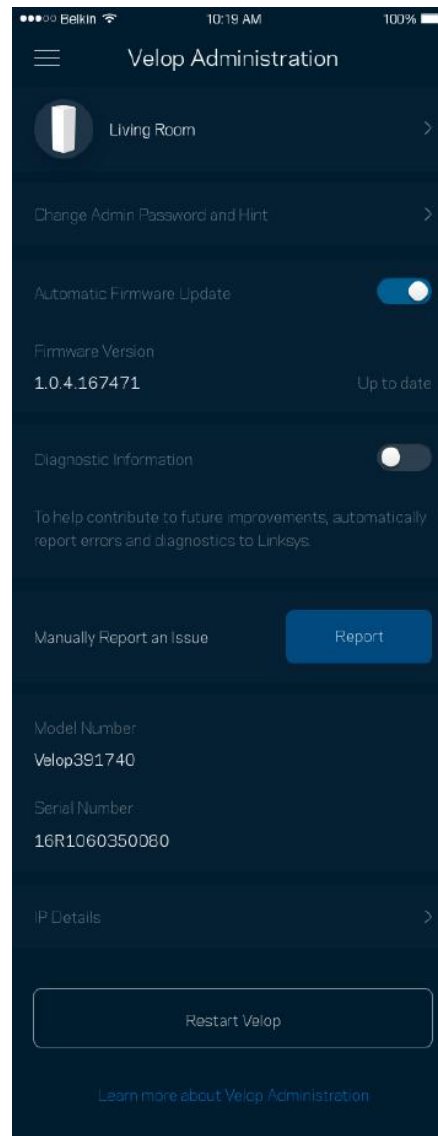 Belkin 10:19 AM 100%
Velop Administration
Living Room
Change Admin Password and Hint
Automatic Firmware Update
Firmware Version
1.0.4.167471 Up to date
Diagnostic Information
To help contribute to future improvements, automatically
report errors and diagnostics to Linksys.
Manually Report an Issue Report
Model Number
Velop391740
Serial Number
16R1060350080
IP Details
Restart Velop
Learn more about Velop Administration